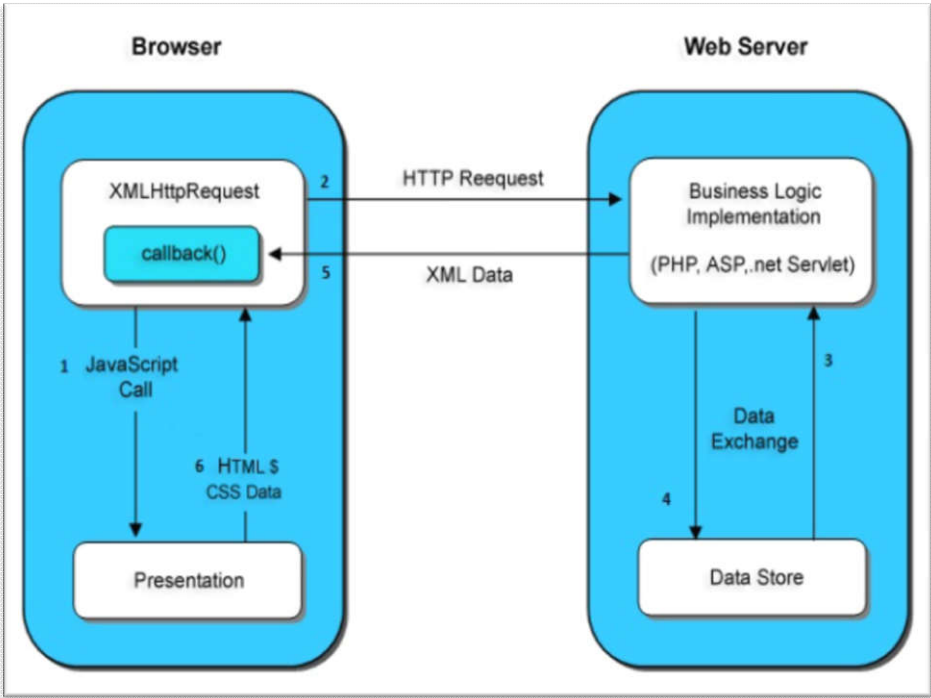 Browser
Web Server
XMLHttpRequest
callback()
2
HTTP Reequest
5
XML Data
Business Logic
Implementation
(PHP, ASP,.net Servlet)
1 JavaScript
Call
6 HTML $
CSS Data
3
Data
Exchange
4
Presentation
Data Store